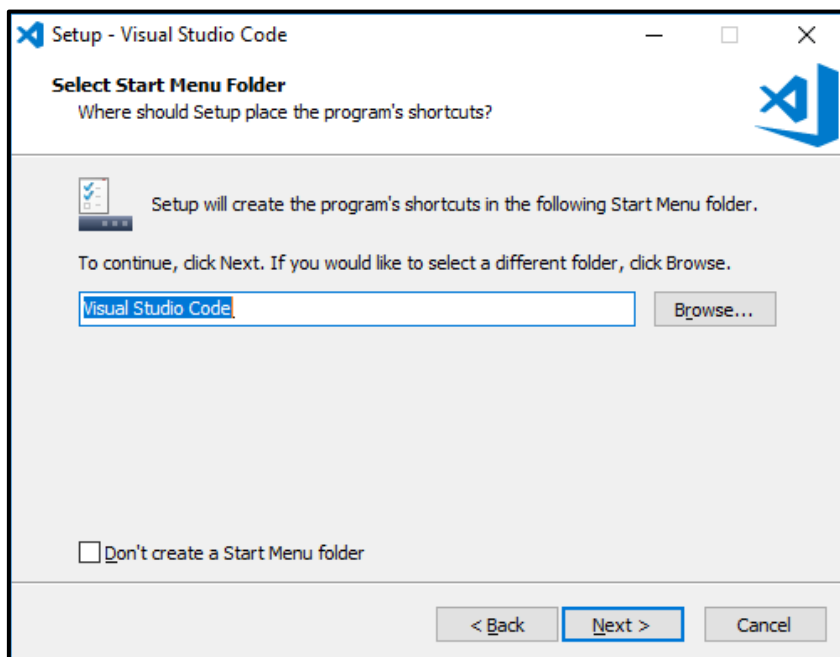 Setup - Visual Studio Code
Select Start Menu Folder
Where should Setup place the program's shortcuts?
Setup will create the program's shortcuts in the following Start Menu folder.
To continue, click Next. If you would like to select a different folder, click Browse.
Visual Studio Code
Browse...
Don't create a Start Menu folder
< Back
Next >
Cancel